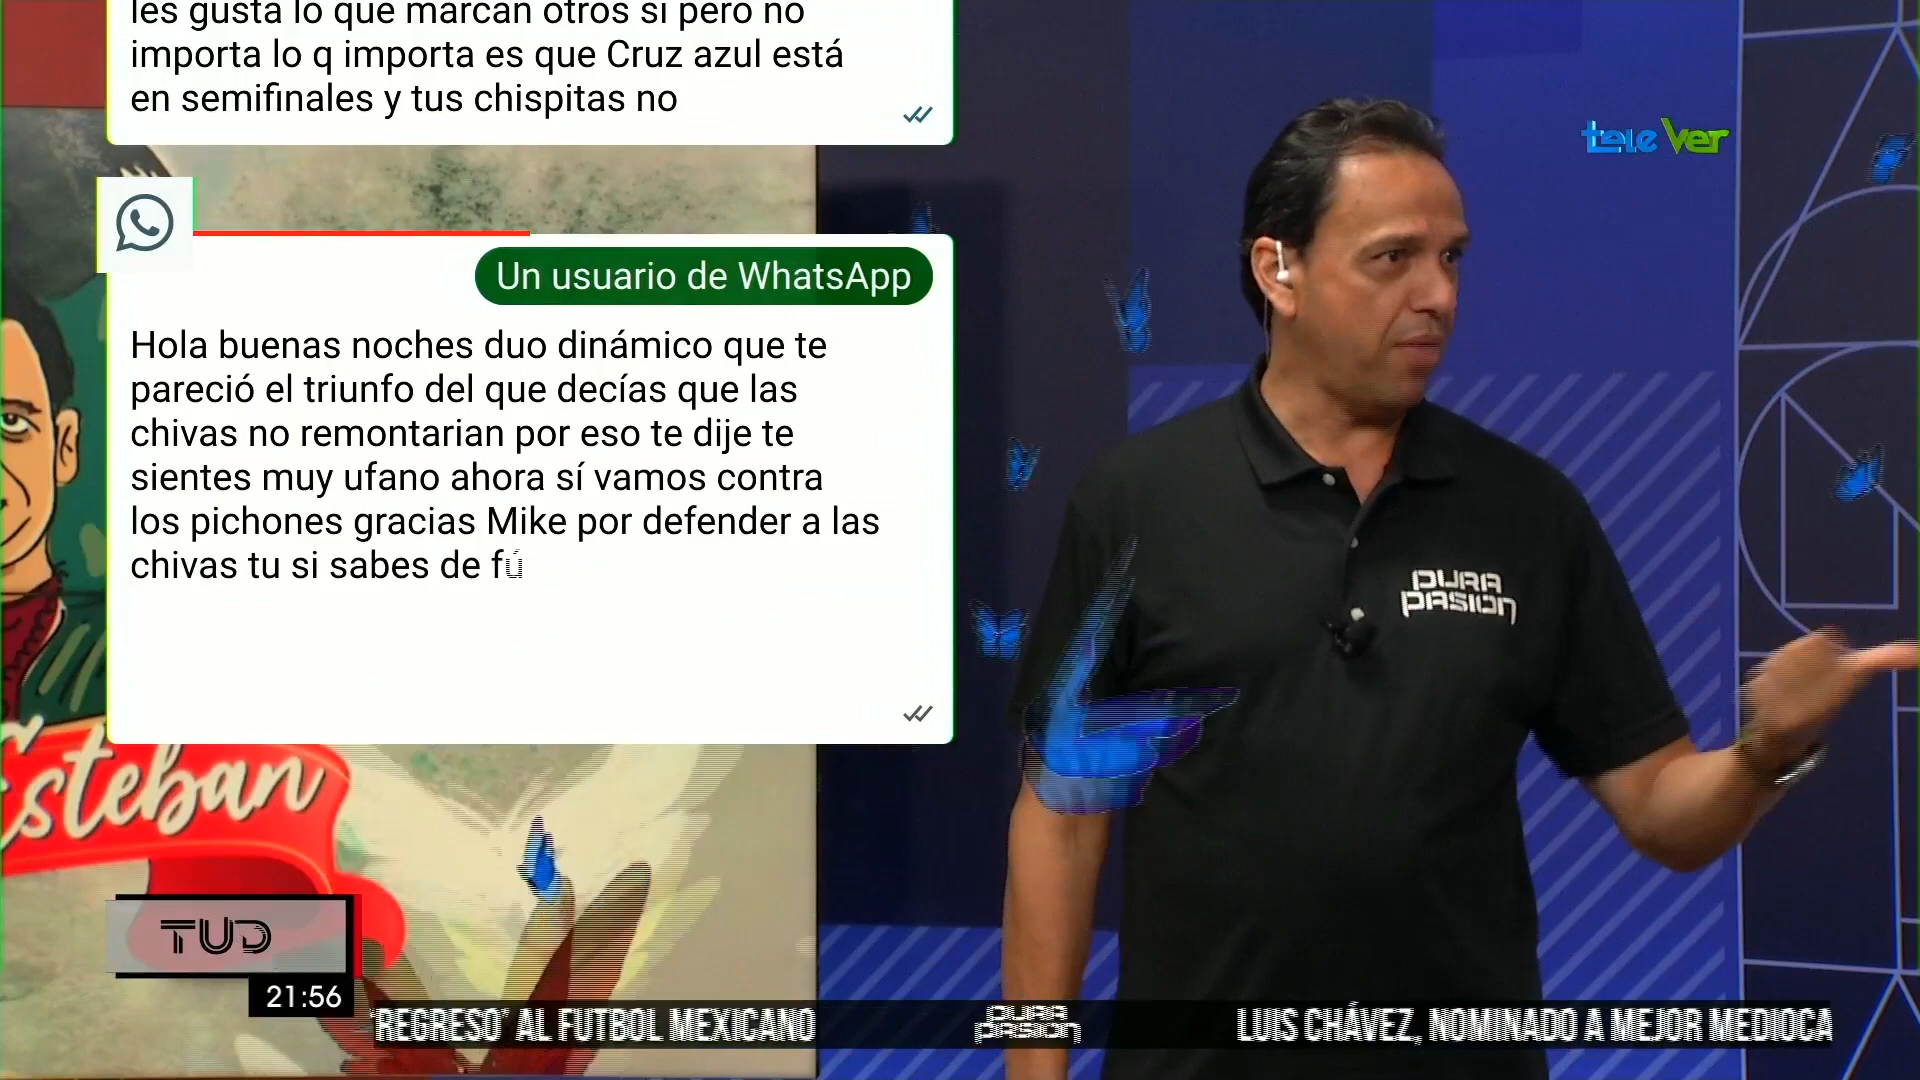 les gusta lo que marcan otros si pero no
importa lo q importa es que Cruz azul está
en semifinales y tus chispitas no
teleVer
Un usuario de WhatsApp
Hola buenas noches duo dinámico que te
pareció el triunfo del que decías que las
chivas no remontarian por eso te dije te
sientes muy ufano ahora sí vamos contra
los pichones gracias Mike por defender a las
chivas tu si sabes de fú
PURA
PASION
Esteban
TUD
21:56
"REGRESO" AL FUTBOL MEXICANO
PURA
PASION
LUIS CHÁVEZ, NOMINADO A MEJOR MEDIOCA